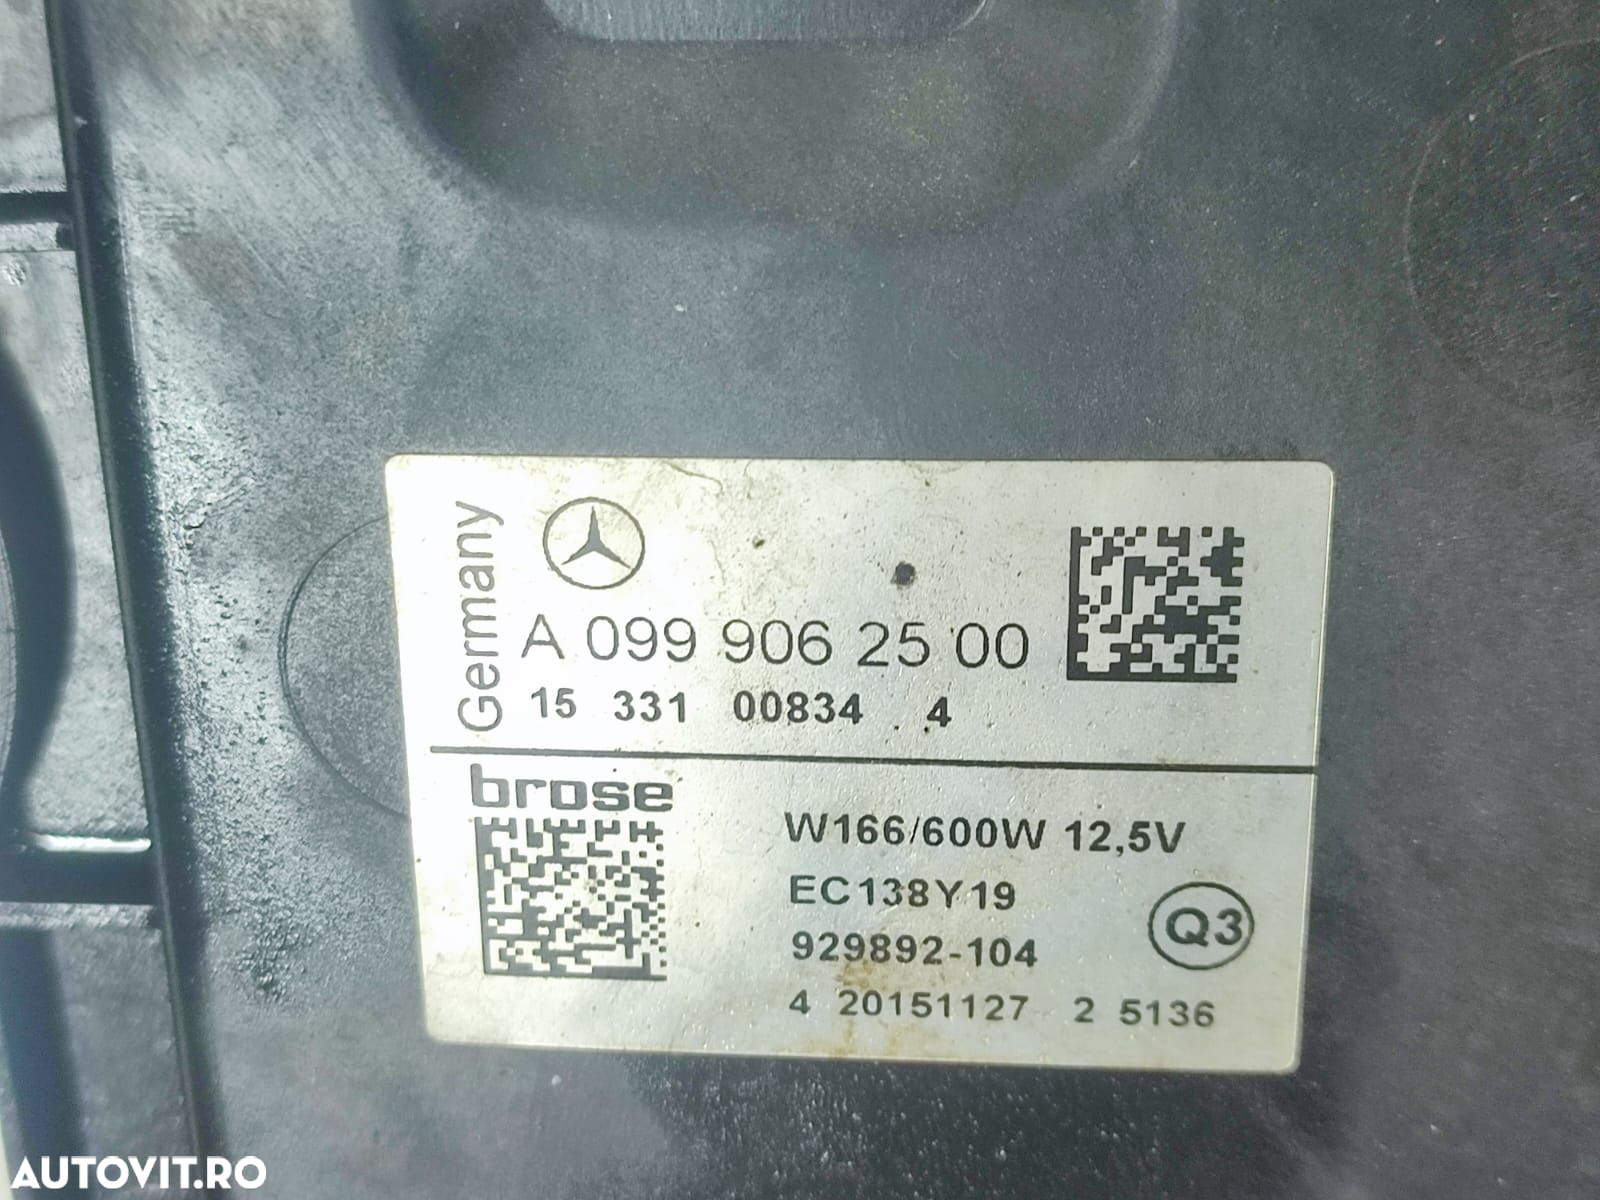 Germany
A 099 906 25 00
15 331 00834 4
brose
W166/600W 12,5V
EC138Y19
929892-104
Q3
4 20151127 2 5136
AUTOVIT.RO